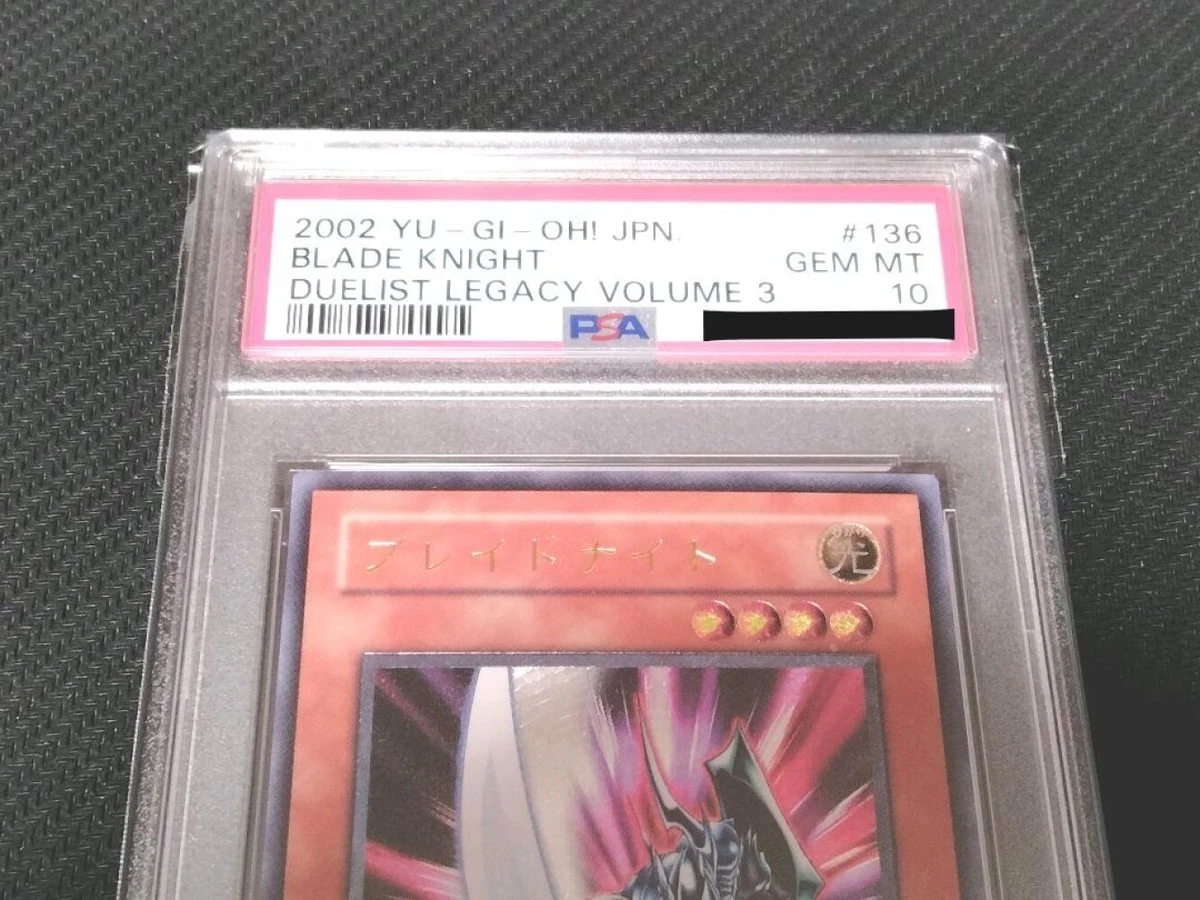 2002 YU-GI-OH! JPN. #136
BLADE KNIGHT GEM MT
DUELIST LEGACY VOLUME 3 10
PSA
ブレイドナイト 光